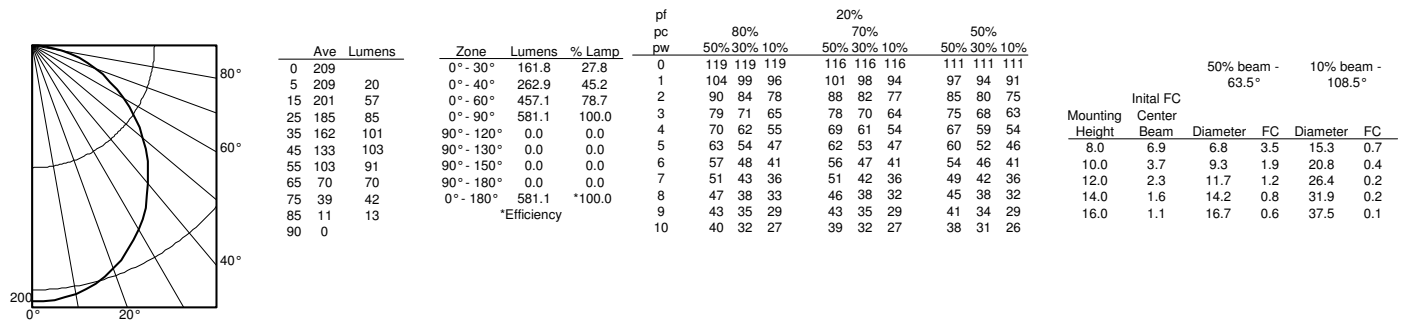 80°
60°
40°
200
0° 20°
Ave Lumens
0 209
5 209 20
15 201 57
25 185 85
35 162 101
45 133 103
55 103 91
65 70 70
75 39 42
85 11 13
90 0
Zone Lumens % Lamp
0° - 30° 161.8 27.8
0° - 40° 262.9 45.2
0° - 60° 457.1 78.7
0° - 90° 581.1 100.0
90° - 120° 0.0 0.0
90° - 130° 0.0 0.0
90° - 150° 0.0 0.0
90° - 180° 0.0 0.0
0° - 180° 581.1 *100.0
*Efficiency
pf 20%
pc 80% 70% 50%
pw 50% 30% 10% 50% 30% 10% 50% 30% 10%
0 119 119 119 116 116 116 111 111 111
1 104 99 96 101 98 94 97 94 91
2 90 84 78 88 82 77 85 80 75
3 79 71 65 78 70 64 75 68 63
4 70 62 55 69 61 54 67 59 54
5 63 54 47 62 53 47 60 52 46
6 57 48 41 56 47 41 54 46 41
7 51 43 36 51 42 36 49 42 36
8 47 38 33 46 38 32 45 38 32
9 43 35 29 43 35 29 41 34 29
10 40 32 27 39 32 27 38 31 26
50% beam - 10% beam -
63.5° 108.5°
Inital FC
Mounting Center
Height Beam Diameter FC Diameter FC
8.0 6.9 6.8 3.5 15.3 0.7
10.0 3.7 9.3 1.9 20.8 0.4
12.0 2.3 11.7 1.2 26.4 0.2
14.0 1.6 14.2 0.8 31.9 0.2
16.0 1.1 16.7 0.6 37.5 0.1